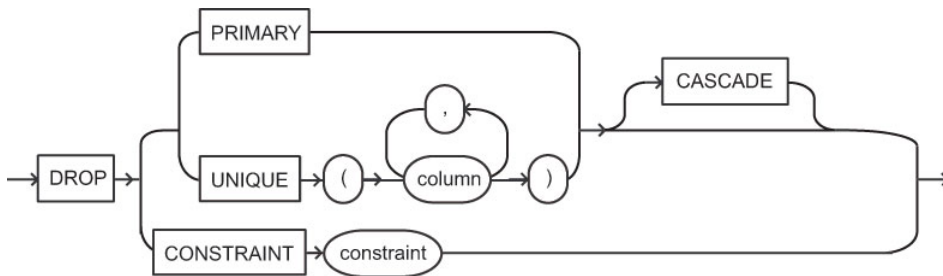 PRIMARY
CASCADE
,
DROP UNIQUE ( column )
CONSTRAINT constraint